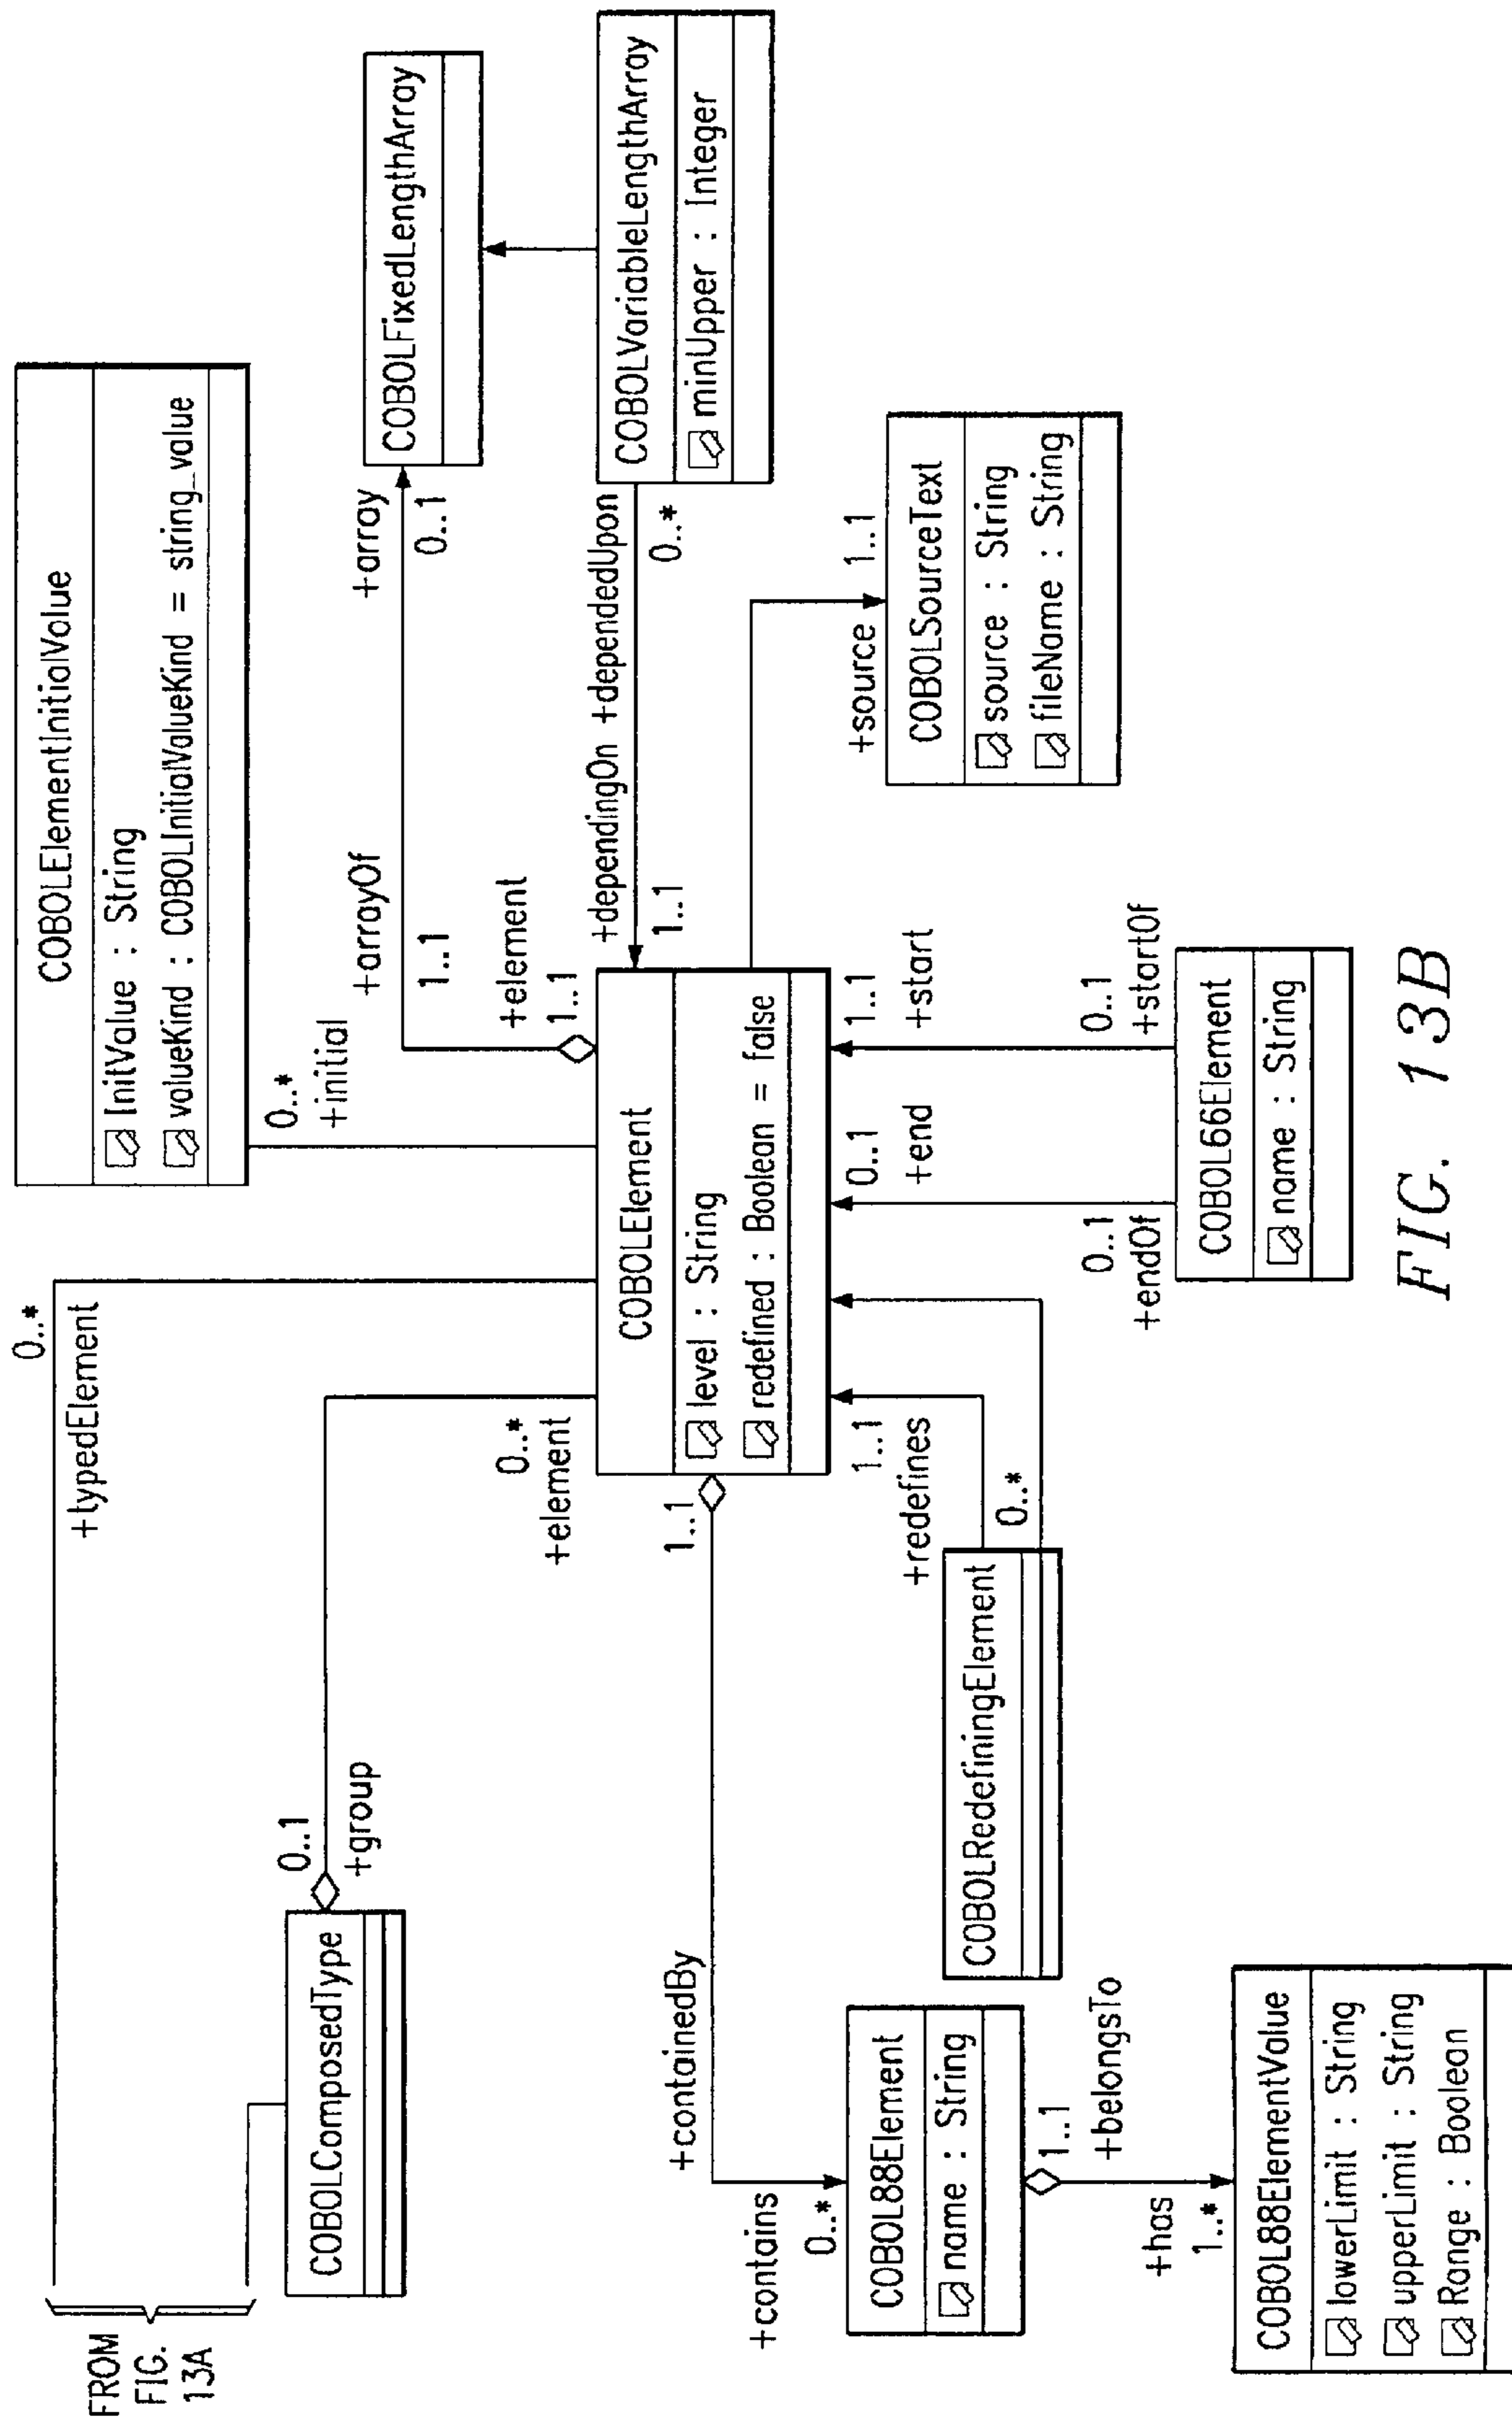 FROM
FIG.
13A
0..*
+typedElement
COBOLElementInitialValue
InitValue : String
valueKind : COBOLInitialValueKind = string_value
0..*
+initial
COBOLComposedType
0..1
+group
0..*
+element
+arrayOf
1..1
+element
1..1
+array
0..1
COBOLFixedLengthArray
COBOLElement
level : String
redefined : Boolean = false
+dependingOn +dependedUpon
1..1
0..*
COBOLVariableLengthArray
minUpper : Integer
+containedBy
1..1
+contains
0..*
COBOL88Element
name : String
1..1
+belongsTo
+has
1..*
COBOL88ElementValue
lowerLimit : String
upperLimit : String
Range : Boolean
1..1
+redefines
0..*
COBOLRedefiningElement
0..1
+end
1..1
+start
0..1
+endOf
0..1
+startOf
COBOL66Element
name : String
+source
1..1
COBOLSourceText
source : String
fileName : String
FIG. 13B